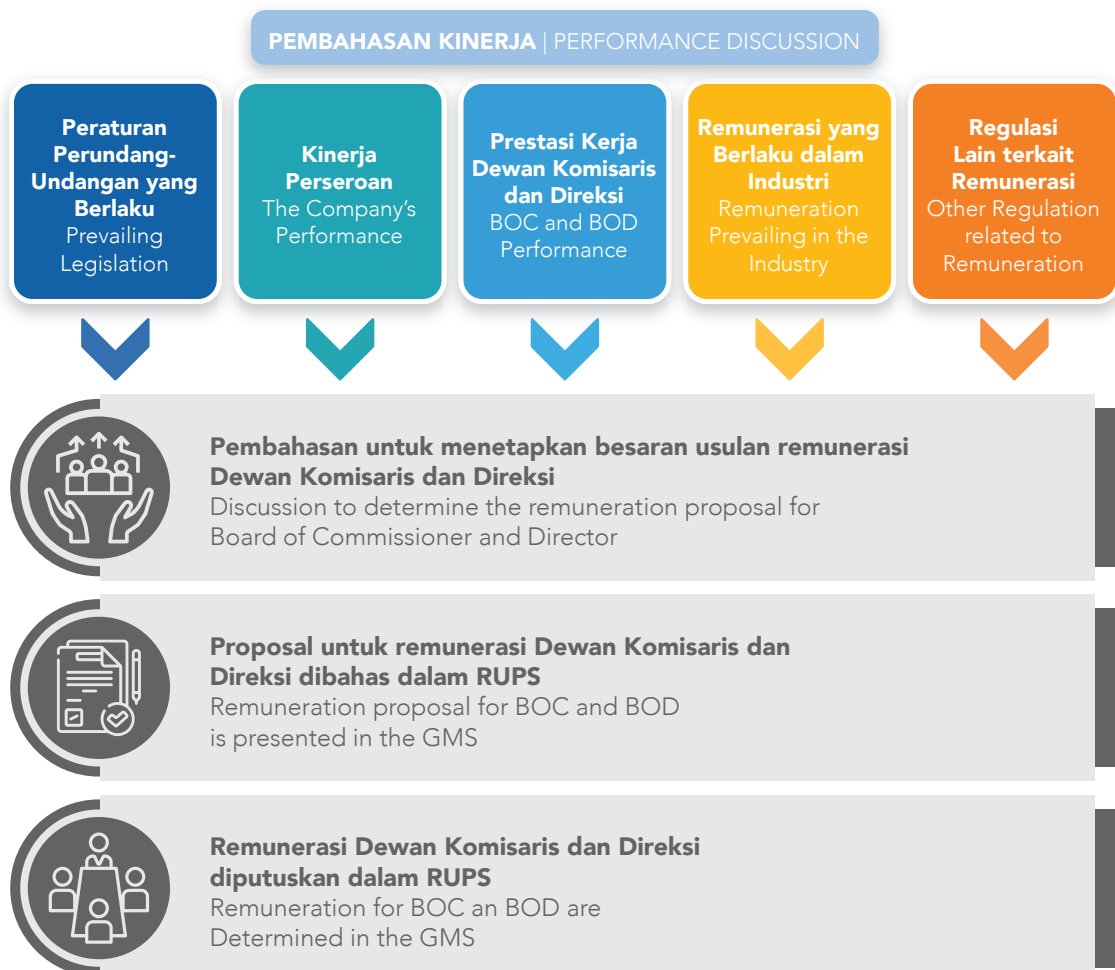 PEMBAHASAN KINERJA | PERFORMANCE DISCUSSION
Peraturan
Perundang-
Undangan yang
Berlaku
Prevailing
Legislation
Kinerja
Perseroan
The Company's
Performance
Prestasi Kerja
Dewan Komisaris
dan Direksi
BOC and BOD
Performance
Remunerasi yang
Berlaku dalam
Industri
Remuneration
Prevailing in the
Industry
Regulasi
Lain terkait
Remunerasi
Other Regulation
related to
Remuneration
Pembahasan untuk menetapkan besaran usulan remunerasi
Dewan Komisaris dan Direksi
Discussion to determine the remuneration proposal for
Board of Commissioner and Director
Proposal untuk remunerasi Dewan Komisaris dan
Direksi dibahas dalam RUPS
Remuneration proposal for BOC and BOD
is presented in the GMS
Remunerasi Dewan Komisaris dan Direksi
diputuskan dalam RUPS
Remuneration for BOC an BOD are
Determined in the GMS